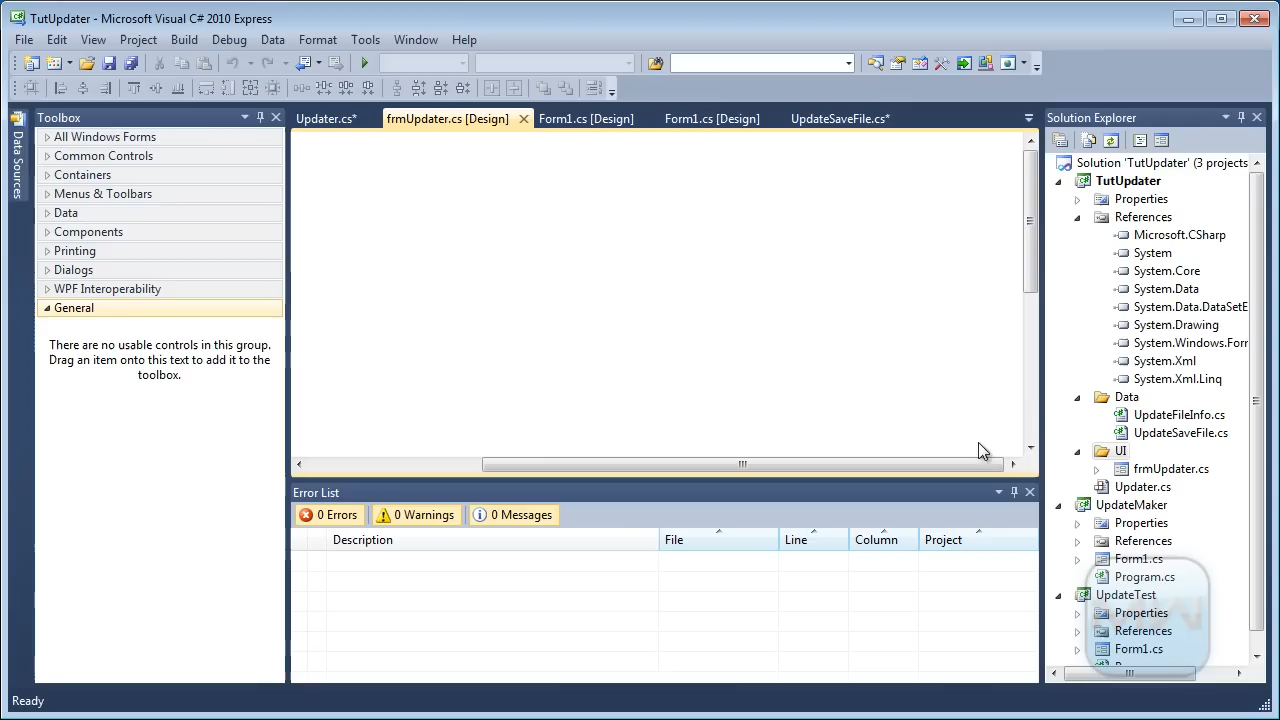 TutUpdater - Microsoft Visual C# 2010 Express
File Edit View Project Build Debug Data Format Tools Window Help
Data Sources
Toolbox
All Windows Forms
Common Controls
Containers
Menus & Toolbars
Data
Components
Printing
Dialogs
WPF Interoperability
General
There are no usable controls in this group.
Drag an item onto this text to add it to the
toolbox.
Updater.cs* frmUpdater.cs [Design] Form1.cs [Design] Form1.cs [Design] UpdateSaveFile.cs*
Error List
0 Errors 0 Warnings 0 Messages
Description File Line Column Project
Solution Explorer
Solution 'TutUpdater' (3 projects
TutUpdater
Properties
References
Microsoft.CSharp
System
System.Core
System.Data
System.Data.DataSetE
System.Drawing
System.Windows.For
System.Xml
System.Xml.Linq
Data
UpdateFileInfo.cs
UpdateSaveFile.cs
UI
frmUpdater.cs
Updater.cs
UpdateMaker
Properties
References
Form1.cs
Program.cs
UpdateTest
Properties
References
Form1.cs
Ready